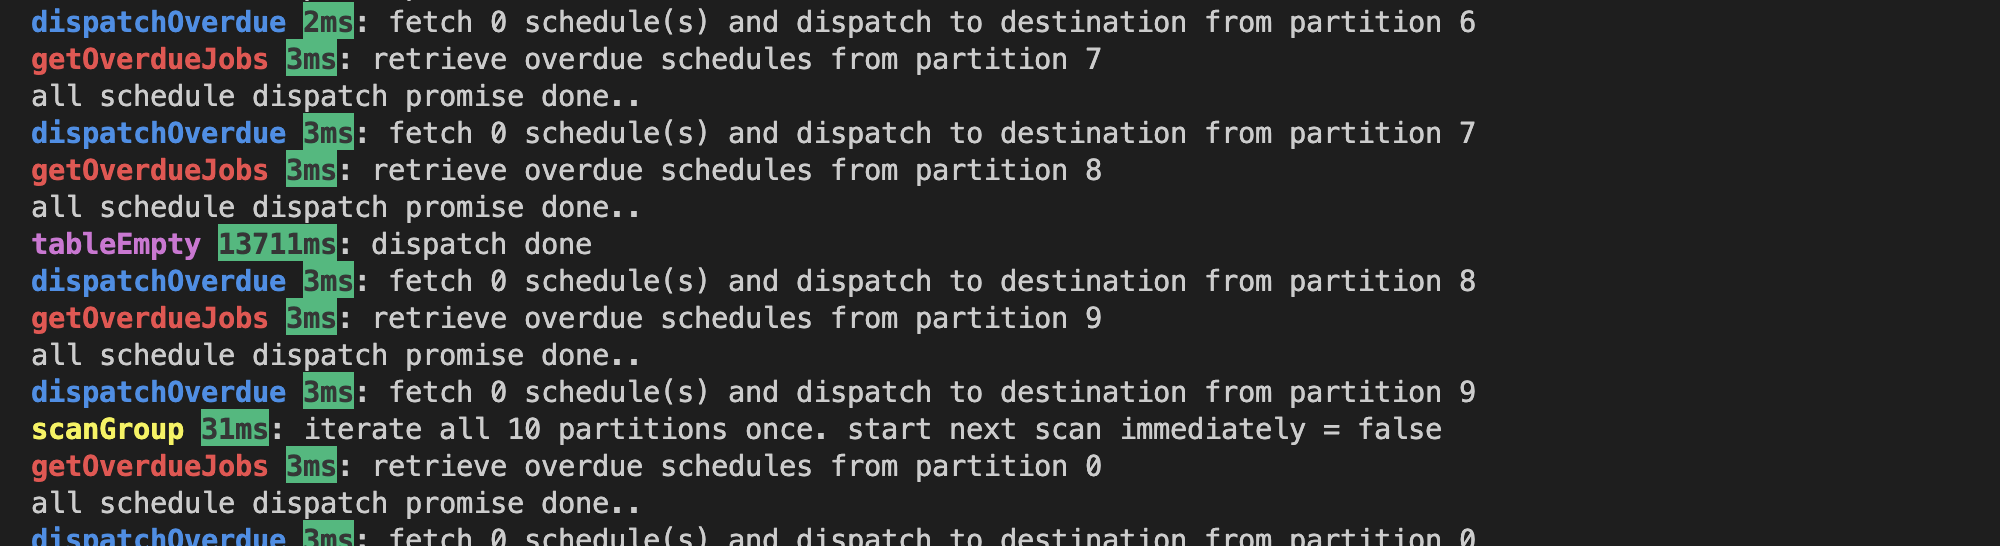 dispatchOverdue 2ms: fetch 0 schedule(s) and dispatch to destination from partition 6
getOverdueJobs 3ms: retrieve overdue schedules from partition 7
all schedule dispatch promise done..
dispatchOverdue 3ms: fetch 0 schedule(s) and dispatch to destination from partition 7
getOverdueJobs 3ms: retrieve overdue schedules from partition 8
all schedule dispatch promise done..
tableEmpty 13711ms: dispatch done
dispatchOverdue 3ms: fetch 0 schedule(s) and dispatch to destination from partition 8
getOverdueJobs 3ms: retrieve overdue schedules from partition 9
all schedule dispatch promise done..
dispatchOverdue 3ms: fetch 0 schedule(s) and dispatch to destination from partition 9
scanGroup 31ms: iterate all 10 partitions once. start next scan immediately = false
getOverdueJobs 3ms: retrieve overdue schedules from partition 0
all schedule dispatch promise done..
dispatchOverdue 3ms: fetch 0 schedule(s) and dispatch to destination from partition 0